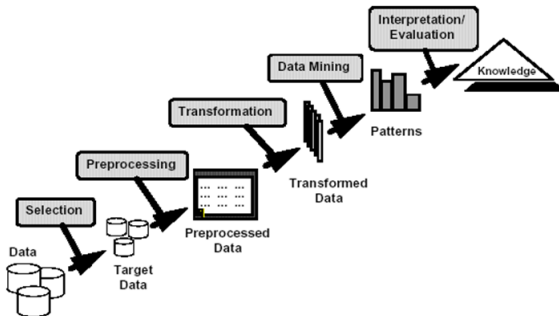 Interpretation/
Evaluation
Data Mining
Knowledge
Transformation
Patterns
Preprocessing
Transformed
Data
Selection
Preprocessed
Data
Data
Target
Data